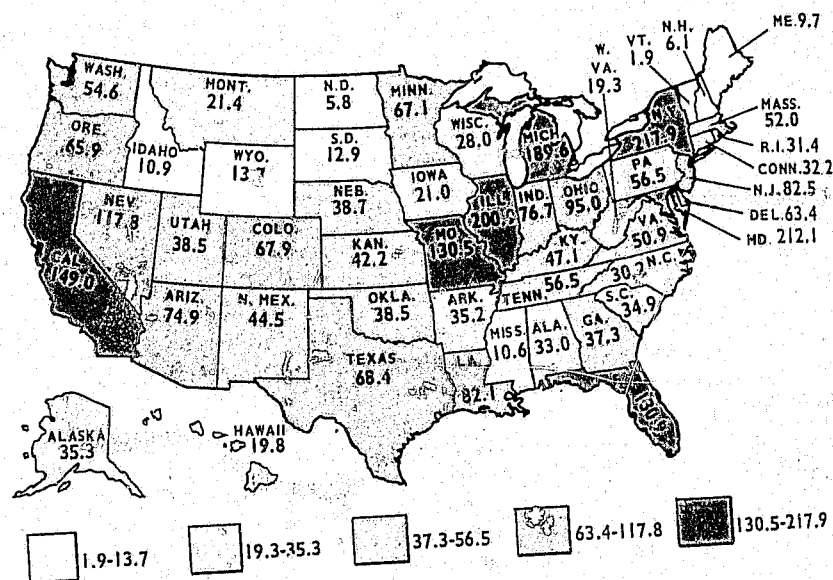 WASH.
54.6
ORE.
65.9
IDAHO
10.9
MONT.
21.4
WYO.
13.7
N.D.
5.8
S.D.
12.9
NEB.
38.7
KAN.
42.2
MINN.
67.1
IOWA
21.0
WISC.
28.0
MICH
189.6
ILL.
IND.
76.7
OHIO
95.0
MO.
130.5
KY.
47.1
TENN. 56.5
W.
VA.
19.3
VT.
1.9
N.H.
6.1
ME. 9.7
MASS.
52.0
R.I. 31.4
CONN. 32.2
N.J. 82.5
DEL. 63.4
MD. 212.1
N.Y.
217.9
PA
56.5
VA.
50.9
30.2 N.C.
S.C.
34.9
GA.
37.3
ALA.
33.0
MISS.
10.6
LA.
82.1
ARK.
35.2
OKLA.
38.5
TEXAS
68.4
N. MEX.
44.5
ARIZ.
74.9
COLO.
67.9
UTAH
38.5
NEV.
117.8
CAL.
149.0
ALASKA
35.3
HAWAII
19.8
1.9-13.7
19.3-35.3
37.3-56.5
63.4-117.8
130.5-217.9